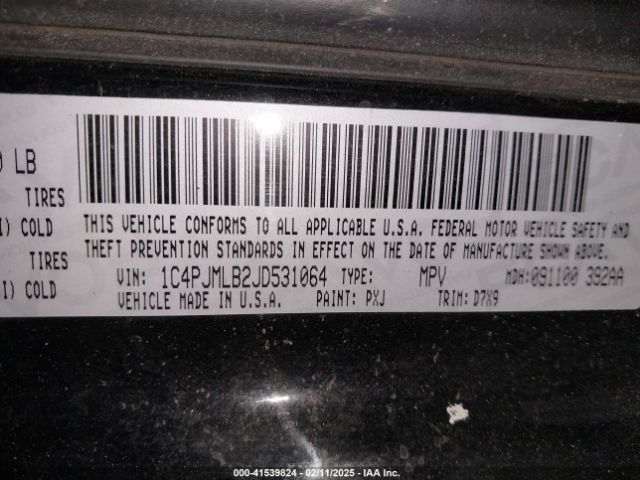 LB
TIRES
COLD
TIRES
COLD
THIS VEHICLE CONFORMS TO ALL APPLICABLE U.S.A. FEDERAL MOTOR VEHICLE SAFETY AND
THEFT PREVENTION STANDARDS IN EFFECT ON THE DATE OF MANUFACTURE SHOWN ABOVE.
VIN: 1C4PJMLB2JD531064 TYPE: MPV MDH:091100 392AA
VEHICLE MADE IN U.S.A. PAINT: PXJ TRIM: D7X9
000-41539824 | 02/11/2025 | IAA Inc.